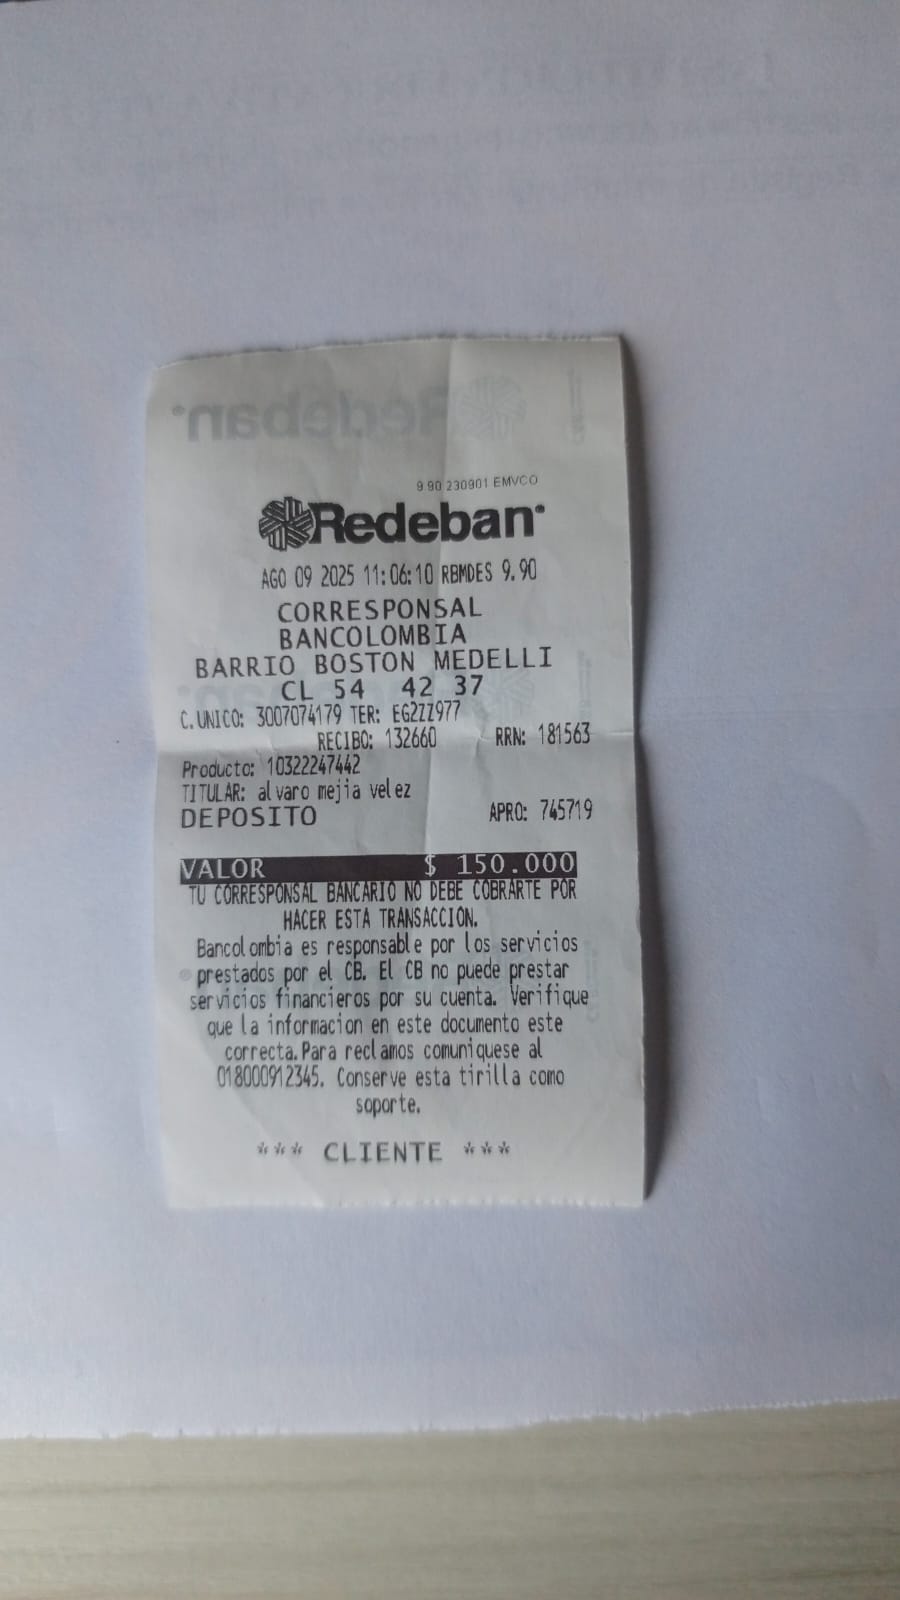 9.90 230901 EMVCO
Redeban
AGO 09 2025 11:06:10 RBMDES 9.90
CORRESPONSAL
BANCOLOMBIA
BARRIO BOSTON MEDELLI
CL 54 42 37
C.UNICO: 3007074179 TER: EG2ZZ977
RECIBO: 132660 RRN: 181563
Producto: 10322247442
TITULAR: alvaro mejia velez
DEPOSITO APRO: 745719
VALOR $ 150.000
TU CORRESPONSAL BANCARIO NO DEBE COBRARTE POR
HACER ESTA TRANSACCION.
Bancolombia es responsable por los servicios
prestados por el CB. El CB no puede prestar
servicios financieros por su cuenta. Verifique
que la informacion en este documento este
correcta.Para reclamos comuniquese al
018000912345. Conserve esta tirilla como
soporte.
*** CLIENTE ***